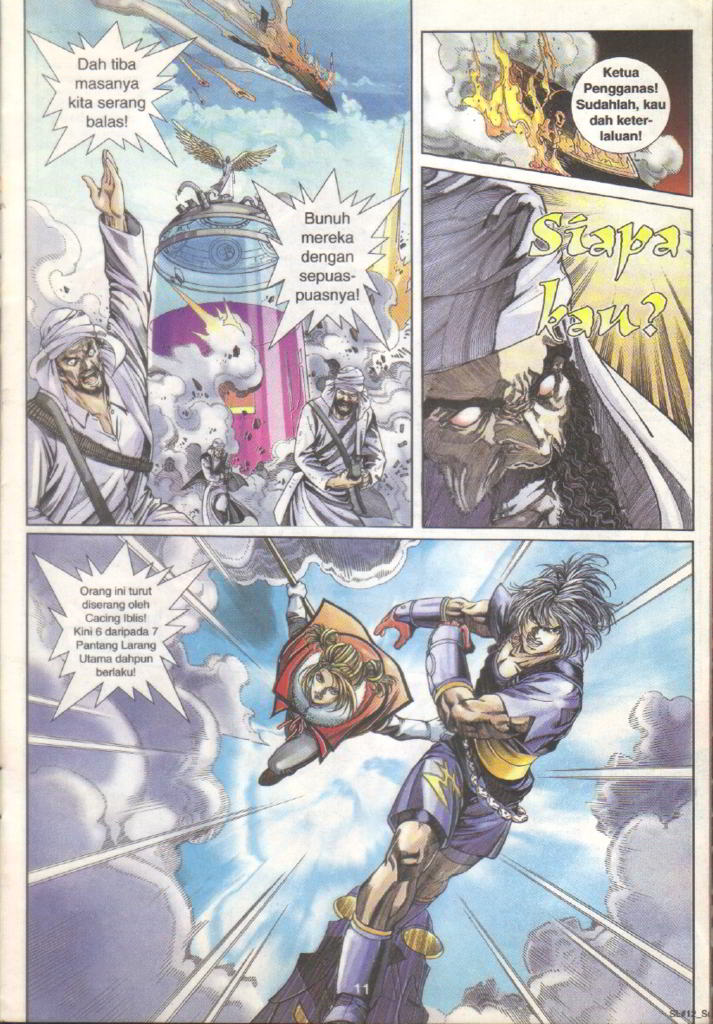 Dah tiba
masanya
kita serang
balas!
Bunuh
mereka
dengan
sepuas-
puasnya!
Ketua
Pengganas!
Sudahlah, kau
dah keter-
laluan!
Siapa
kau?
Orang ini turut
diserang oleh
Cacing Iblis!
Kini 6 daripada 7
Pantang Larang
Utama dahpun
berlaku!
11